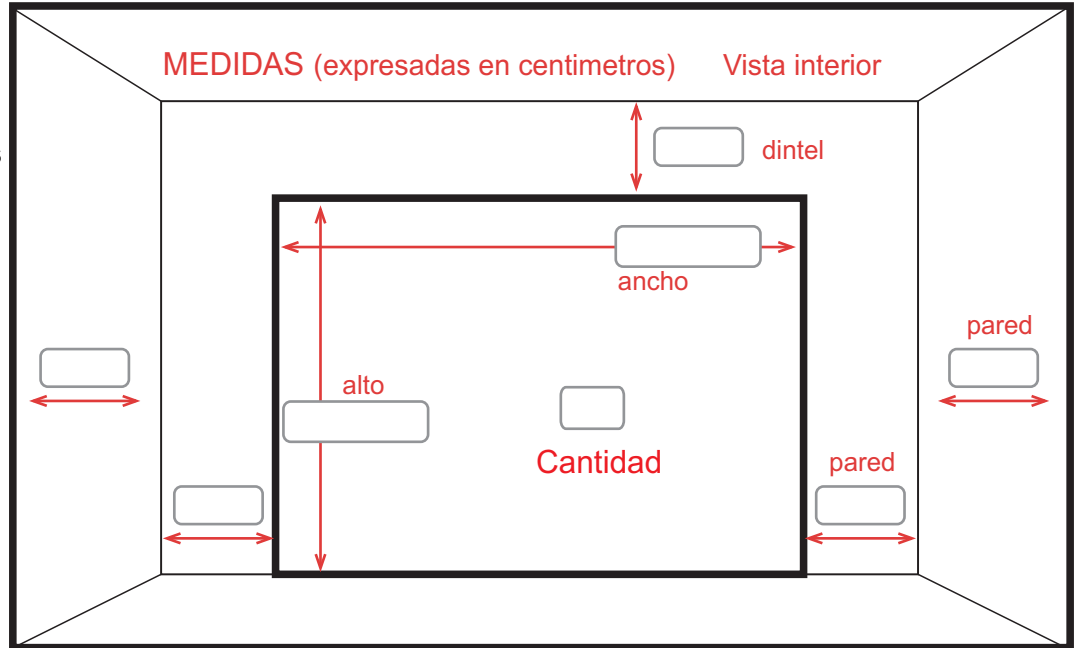 MEDIDAS (expresadas en centimetros) Vista interior
dintel
ancho
pared
alto
Cantidad
pared